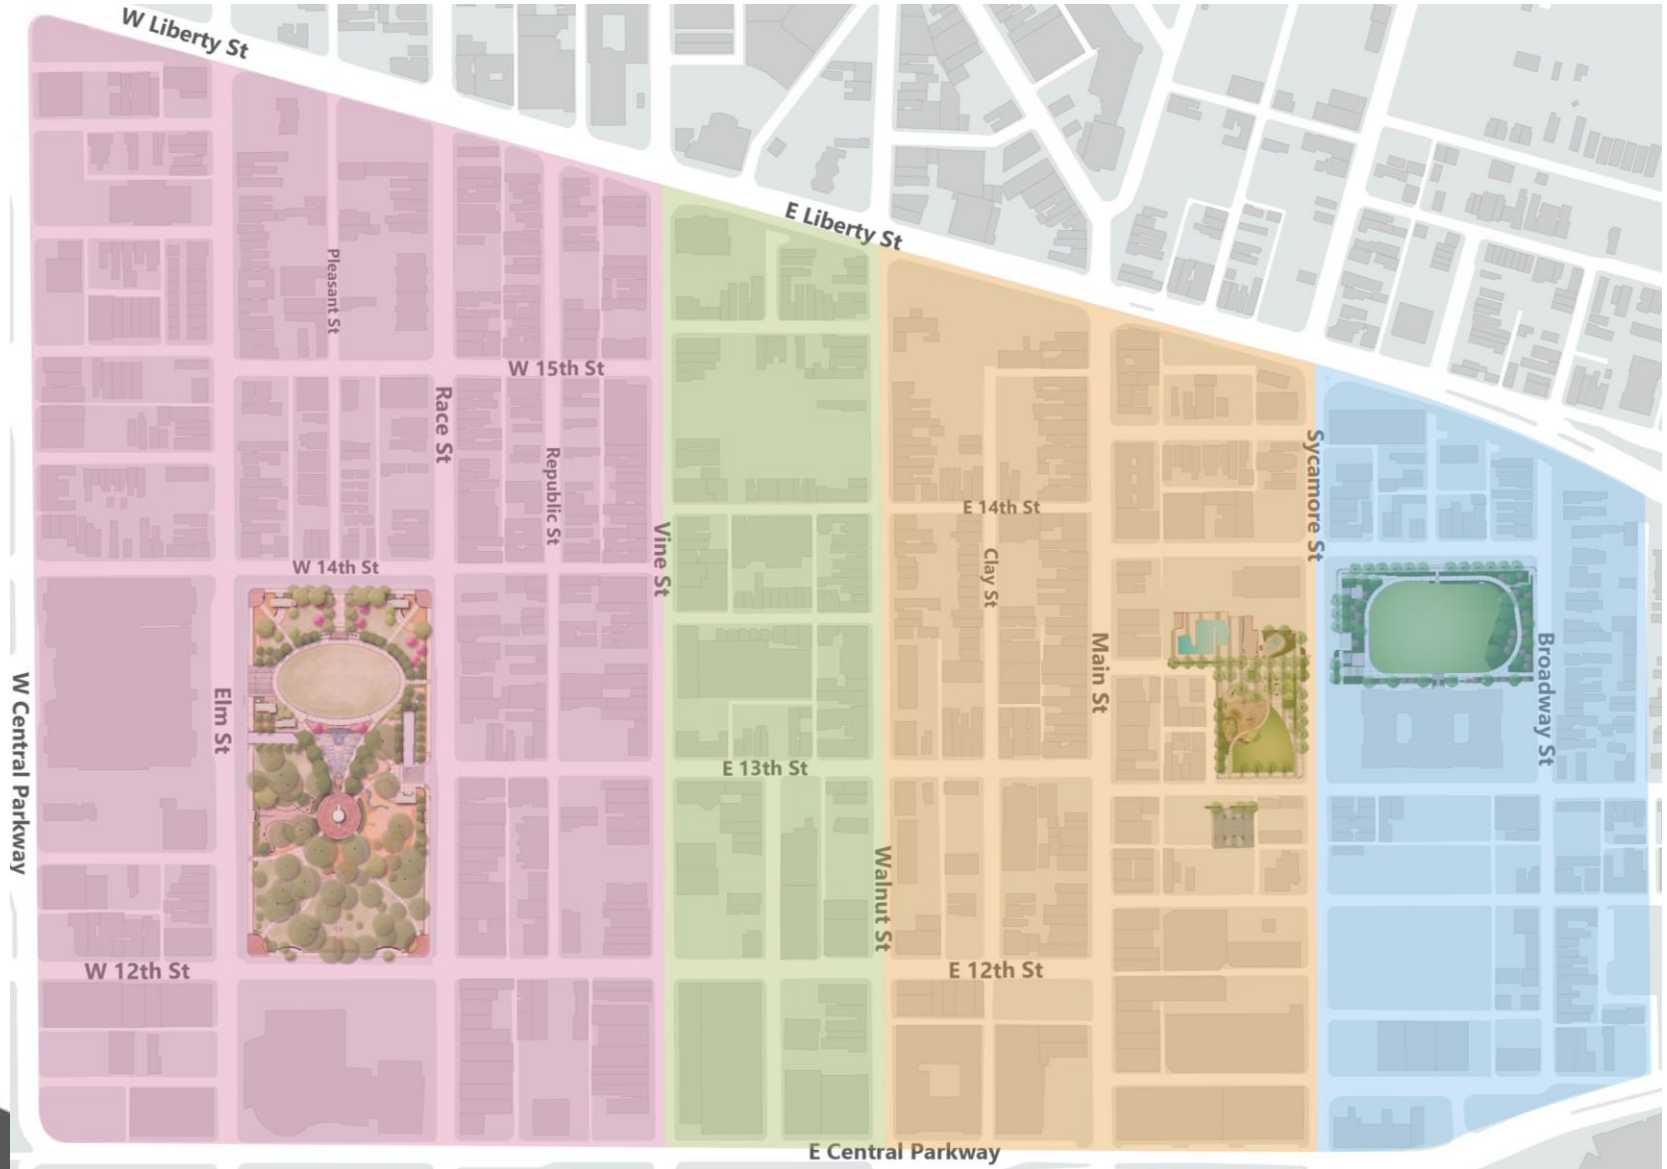 W Liberty St
E Liberty St
Pleasant St
W 15th St
Race St
Republic St
Sycamore St
E 14th St
Vine St
Clay St
W 14th St
Main St
Broadway St
W Central Parkway
Elm St
E 13th St
Walnut St
W 12th St
E 12th St
E Central Parkway